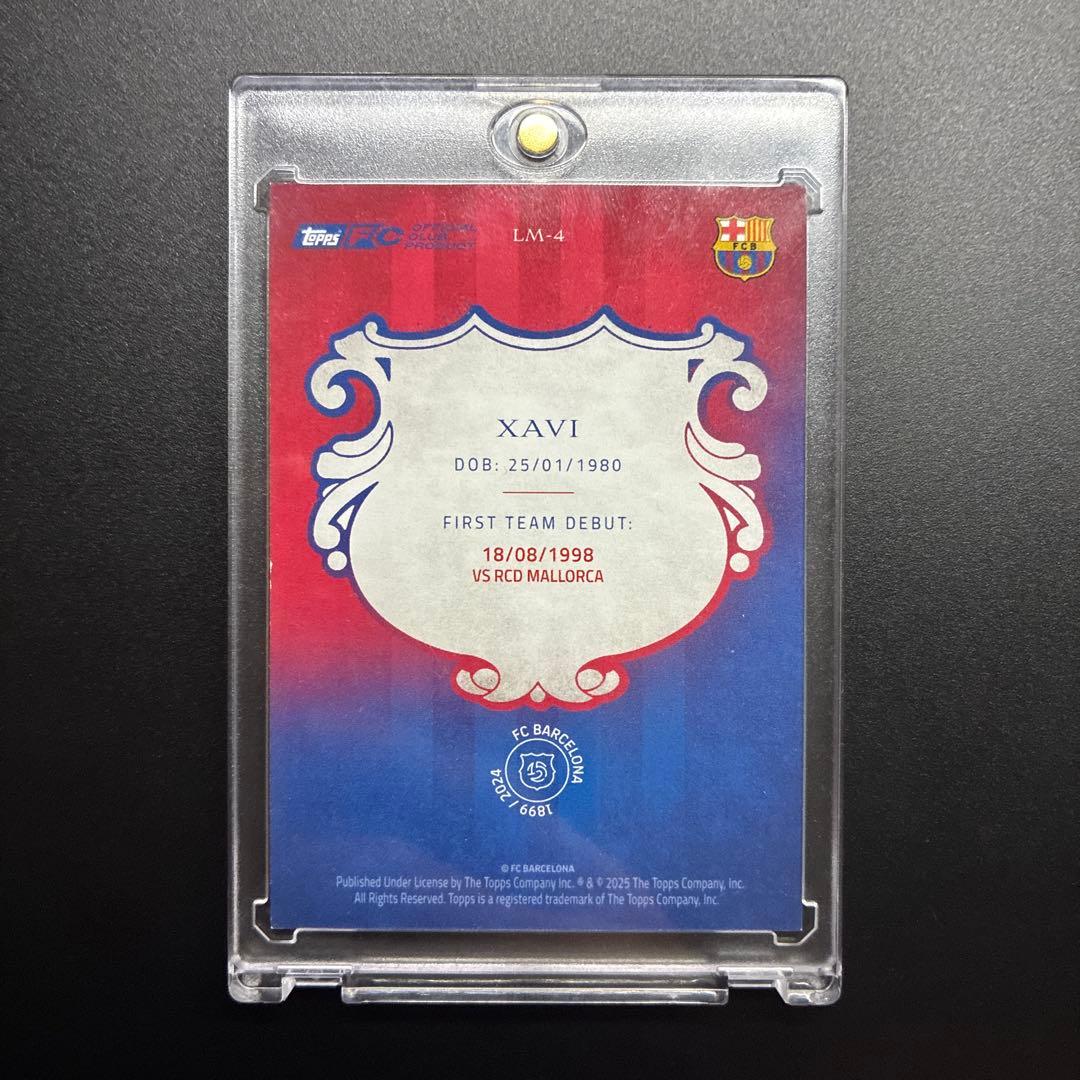 topps FC OFFICIAL CLUB PRODUCT
LM-4
FCB
XAVI
DOB: 25/01/1980
FIRST TEAM DEBUT:
18/08/1998
VS RCD MALLORCA
FC BARCELONA
1899 / 2024
© FC BARCELONA
Published Under License by The Topps Company Inc. ® & © 2025 The Topps Company, Inc.
All Rights Reserved. Topps is a registered trademark of The Topps Company, Inc.